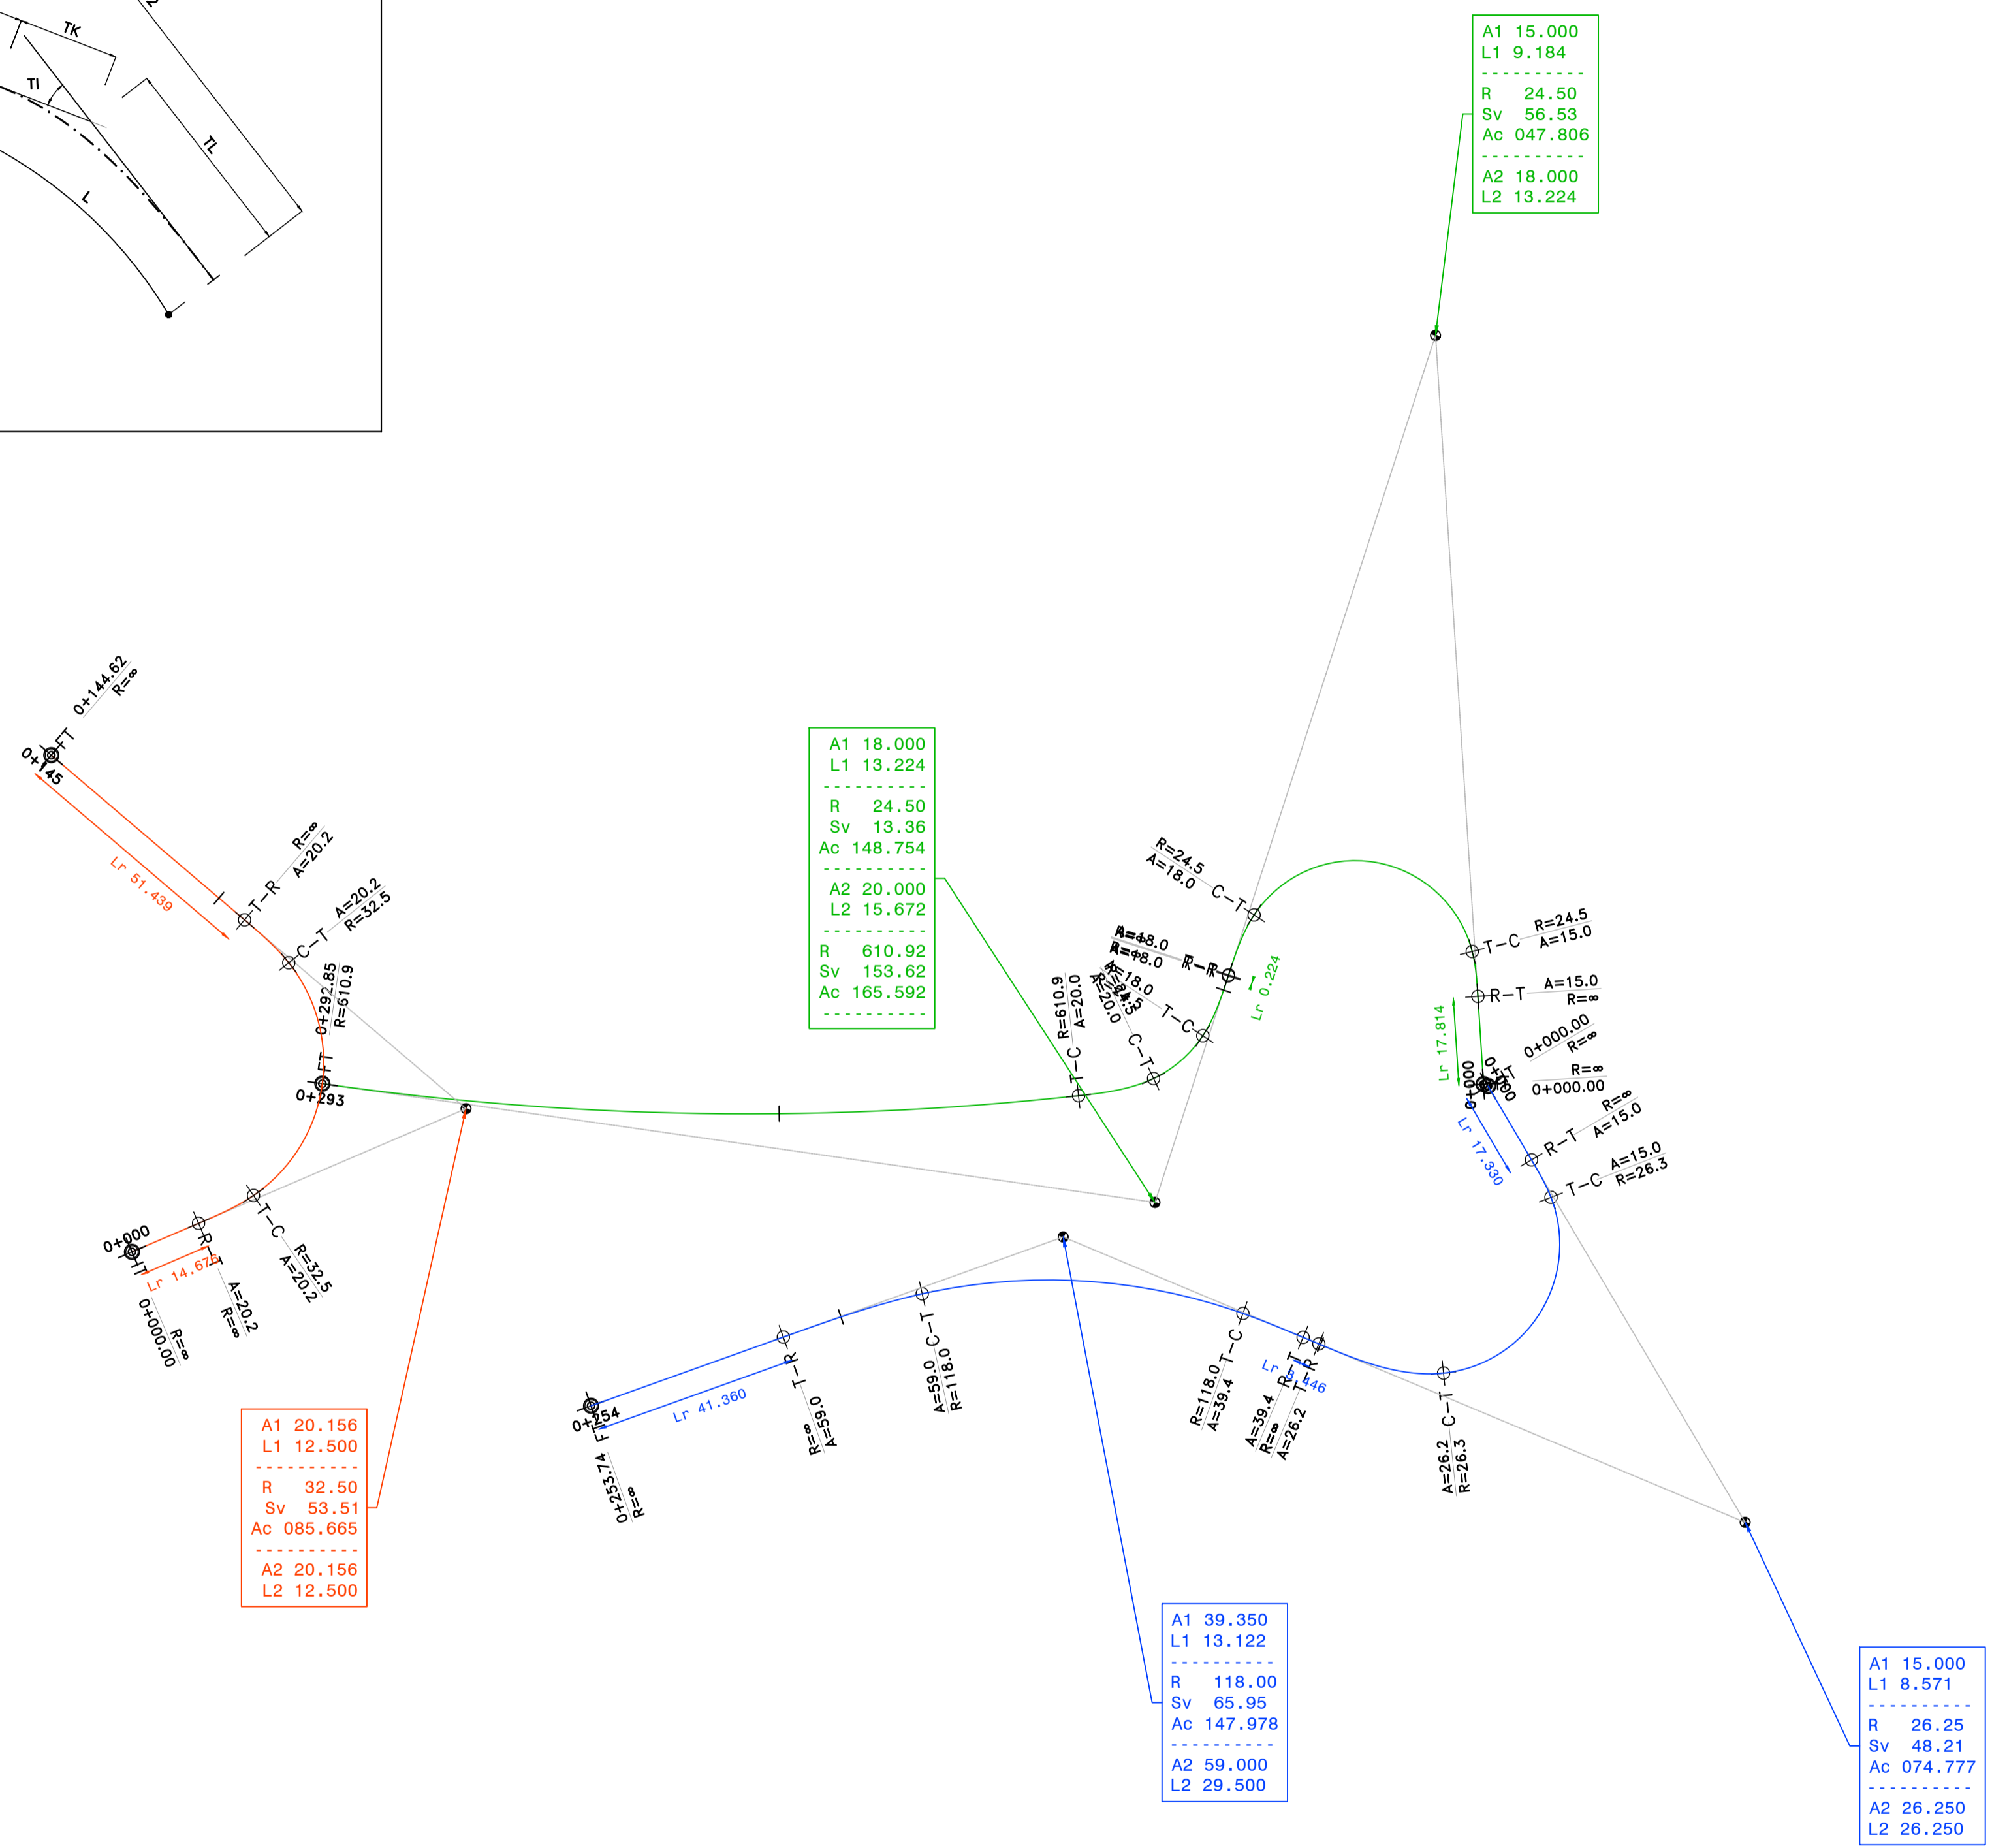 TK
TI
TL
L
A1 15.000
L1 9.184
R 24.50
Sv 56.53
Ac 047.806
A2 18.000
L2 13.224
0+144.62
R=∞
FT
0+145
Lr 51.439
R=∞
A=20.2
T-R
A=20.2
R=32.5
C-T
0+292.85
R=610.9
FT
0+293
A1 18.000
L1 13.224
R 24.50
Sv 13.36
Ac 148.754
A2 20.000
L2 15.672
R 610.92
Sv 153.62
Ac 165.592
R=24.5
A=18.0
C-T
R-R
Lr 0.224
T-C
C-T
A=20.0
R=610.9
A=20.0
T-C
T-C
R=24.5
A=15.0
R-T
A=15.0
R=∞
Lr 17.814
0+000.00
R=∞
R=∞
0+000.00
0+000
Lr 17.330
R-T
R=∞
A=15.0
T-C
A=15.0
R=26.3
0+000
Lr 14.676
0+000.00
R=∞
A=20.2
R=∞
T-C
R=32.5
A=20.2
0+254
FT
0+253.74
R=∞
Lr 41.360
T-R
R=∞
A=59.0
C-T
A=59.0
R=118.0
T-C
R=118.0
A=39.4
R-T
A=39.4
R=∞
T-R
A=26.2
C-T
A=26.2
R=26.3
A1 20.156
L1 12.500
R 32.50
Sv 53.51
Ac 085.665
A2 20.156
L2 12.500
A1 39.350
L1 13.122
R 118.00
Sv 65.95
Ac 147.978
A2 59.000
L2 29.500
A1 15.000
L1 8.571
R 26.25
Sv 48.21
Ac 074.777
A2 26.250
L2 26.250